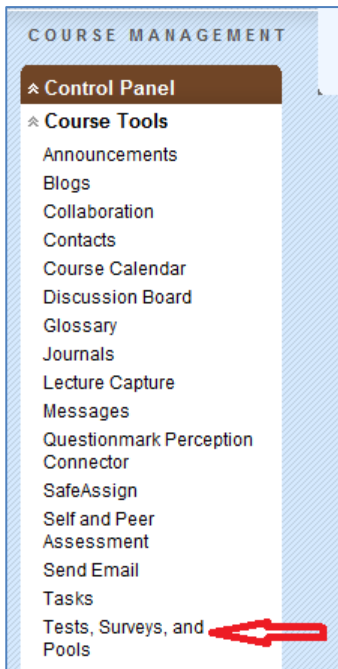 COURSE MANAGEMENT
Control Panel
Course Tools
Announcements
Blogs
Collaboration
Contacts
Course Calendar
Discussion Board
Glossary
Journals
Lecture Capture
Messages
Questionmark Perception
Connector
SafeAssign
Self and Peer
Assessment
Send Email
Tasks
Tests, Surveys, and
Pools